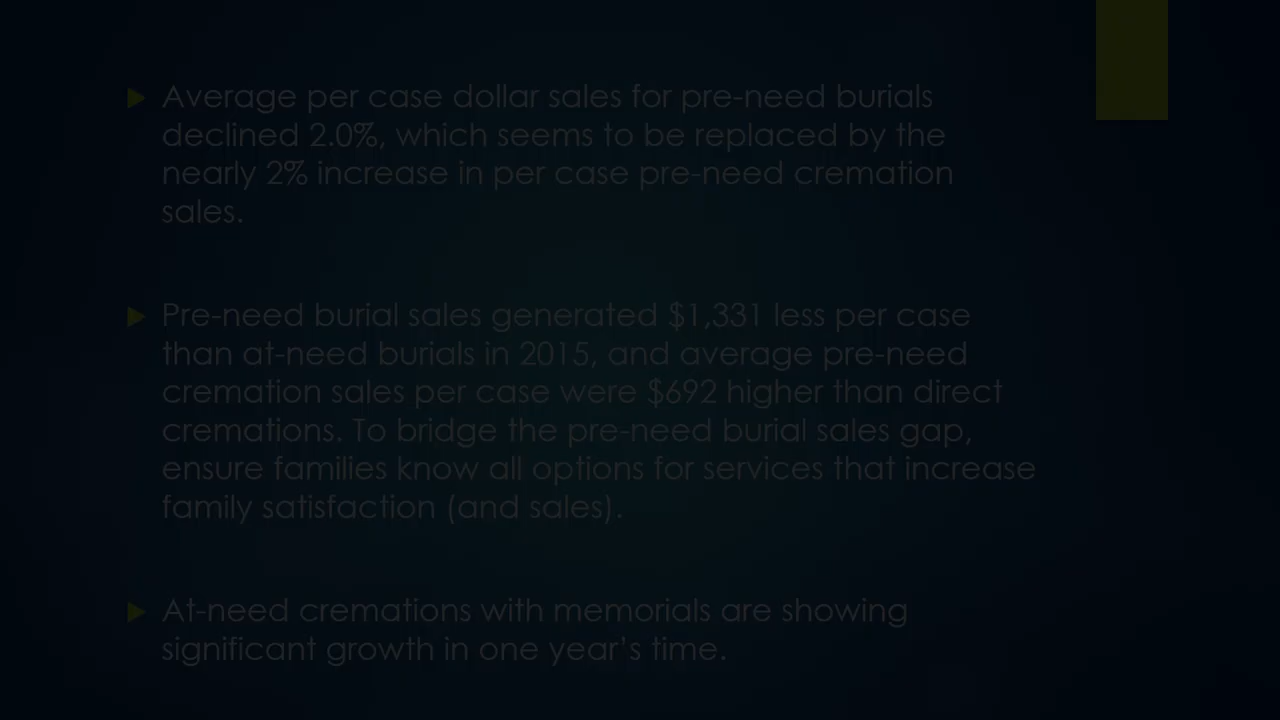 Average per case dollar sales for pre-need burials
declined 2.0%, which seems to be replaced by the
nearly 2% increase in per case pre-need cremation
sales.
Pre-need burial sales generated $1,331 less per case
than at-need burials in 2015, and average pre-need
cremation sales per case were $692 higher than direct
cremations. To bridge the pre-need burial sales gap,
ensure families know all options for services that increase
family satisfaction (and sales).
At-need cremations with memorials are showing
significant growth in one year’s time.